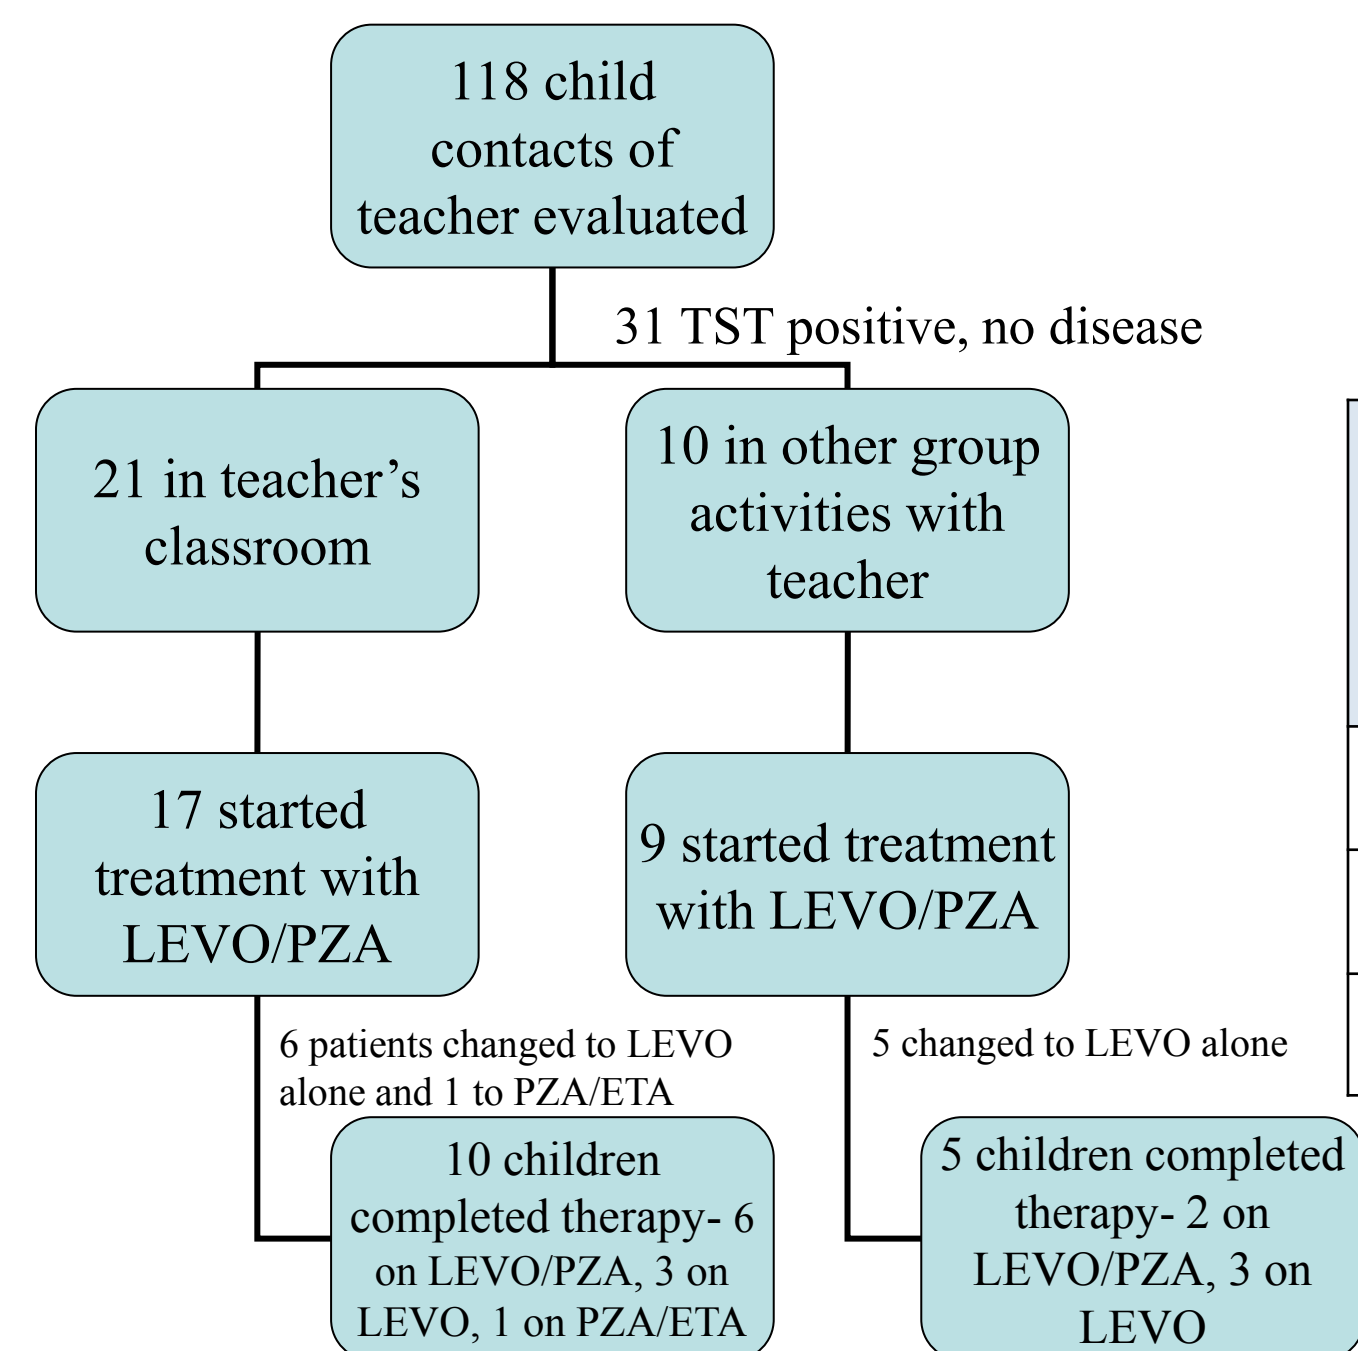 118 child
contacts of
teacher evaluated
31 TST positive, no disease
21 in teacher’s
classroom
10 in other group
activities with
teacher
17 started
treatment with
LEVO/PZA
9 started treatment
with LEVO/PZA
6 patients changed to LEVO
alone and 1 to PZA/ETA
5 changed to LEVO alone
10 children
completed therapy- 6
on LEVO/PZA, 3 on
LEVO, 1 on PZA/ETA
5 children completed
therapy- 2 on
LEVO/PZA, 3 on
LEVO